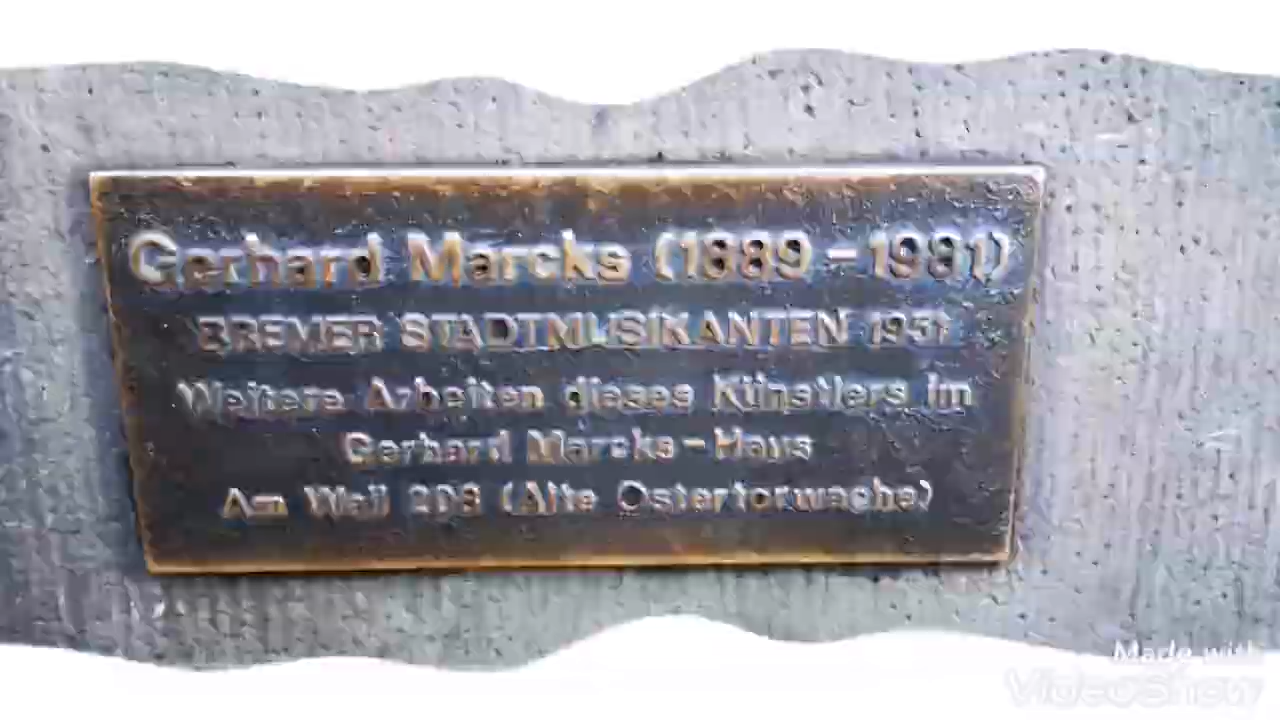 Gerhard Marcks (1889-1981)
BREMER STADTMUSIKANTEN 1951
Weitere Arbeiten dieses Künstlers im
Gerhard Marcks-Haus
Am Wall 208 (Alte Ostertorwache)
Made with
VideoShow